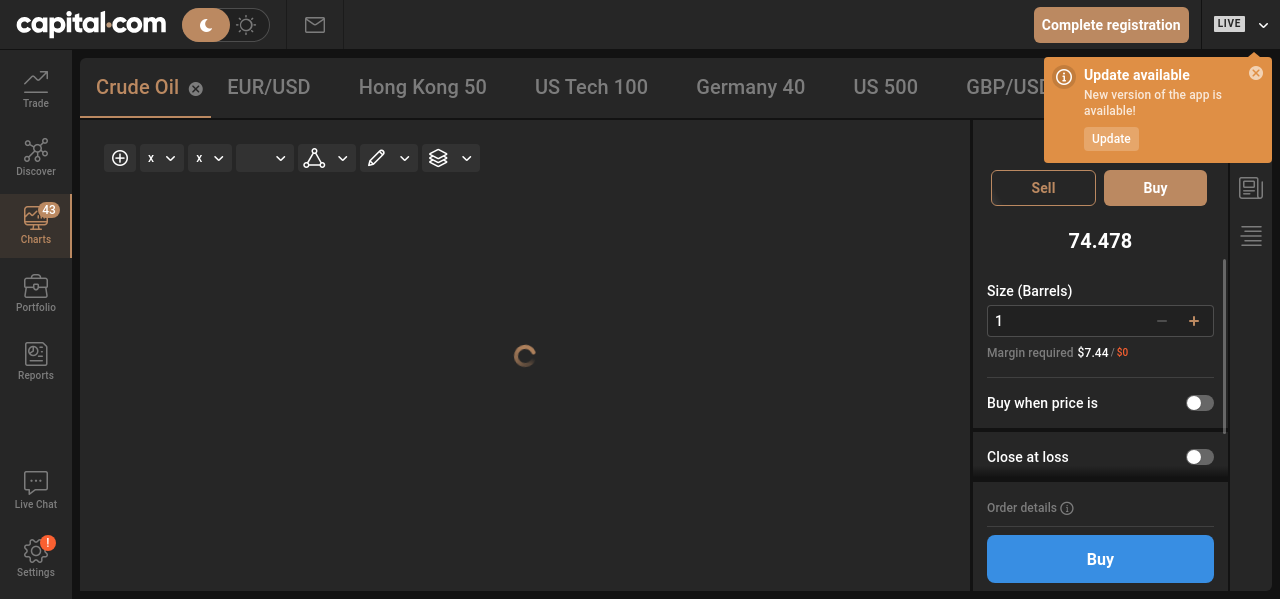 capital.com
Complete registration
LIVE
Update available
New version of the app is
available!
Update
Trade
Discover
43
Charts
Portfolio
Reports
Live Chat
!
Settings
Crude Oil
EUR/USD
Hong Kong 50
US Tech 100
Germany 40
US 500
GBP/USD
x
x
Sell
Buy
74.478
Size (Barrels)
1
Margin required $7.44 / $0
Buy when price is
Close at loss
Order details
Buy